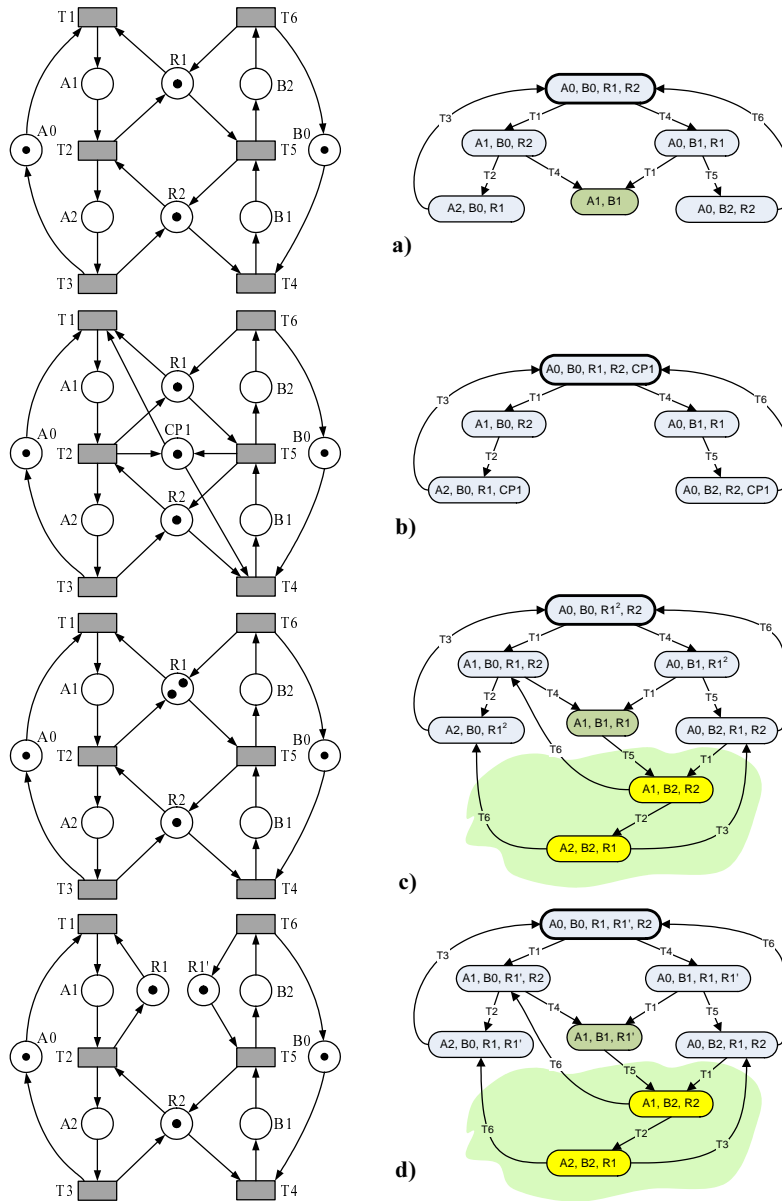 T1
T6
R1
A1
B2
A0
B0
T2
T5
R2
A2
B1
T3
T4
A0, B0, R1, R2
T3
T1
T4
T6
A1, B0, R2
A0, B1, R1
T2
T4
T1
T5
A2, B0, R1
A1, B1
A0, B2, R2
a)
T1
T6
R1
A1
B2
A0
CP1
B0
T2
T5
R2
A2
B1
T3
T4
A0, B0, R1, R2, CP1
T3
T1
T4
T6
A1, B0, R2
A0, B1, R1
T2
T5
A2, B0, R1, CP1
A0, B2, R2, CP1
b)
T1
T6
R1
A1
B2
A0
B0
T2
T5
R2
A2
B1
T3
T4
A0, B0, R1², R2
T3
T1
T4
T6
A1, B0, R1, R2
A0, B1, R1²
T2
T4
T1
T5
A2, B0, R1²
A1, B1, R1
A0, B2, R1, R2
T6
T5
T1
A1, B2, R2
T6
T2
T3
A2, B2, R1
c)
T1
T6
R1
R1'
A1
B2
A0
B0
T2
T5
R2
A2
B1
T3
T4
A0, B0, R1, R1', R2
T3
T1
T4
T6
A1, B0, R1', R2
A0, B1, R1, R1'
T2
T4
T1
T5
A2, B0, R1, R1'
A1, B1, R1'
A0, B2, R1, R2
T6
T5
T1
A1, B2, R2
T6
T2
T3
A2, B2, R1
d)